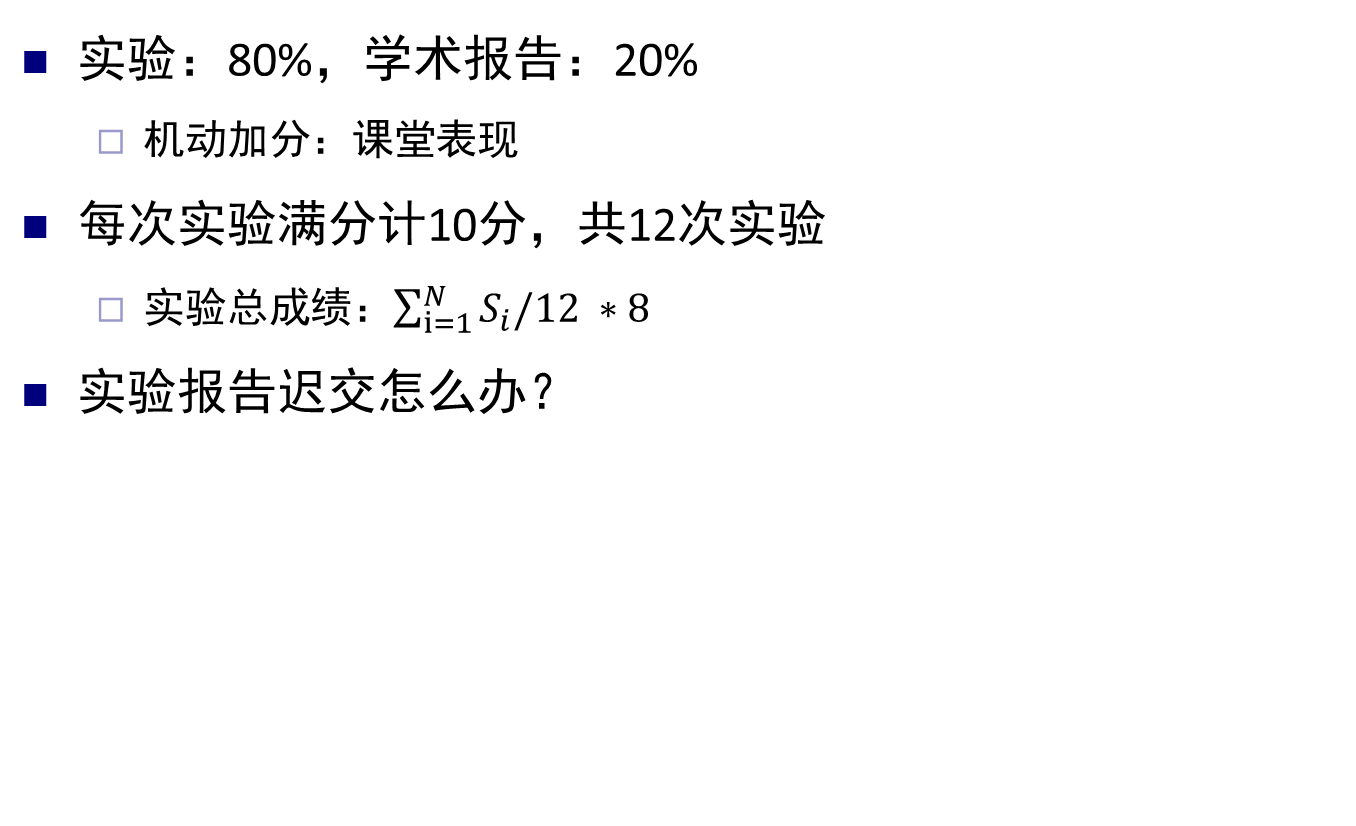 实验：80%，学术报告：20%
机动加分：课堂表现
每次实验满分计10分，共12次实验
实验总成绩：∑_{i=1}^{N} S_i/12 ∗ 8
实验报告迟交怎么办？